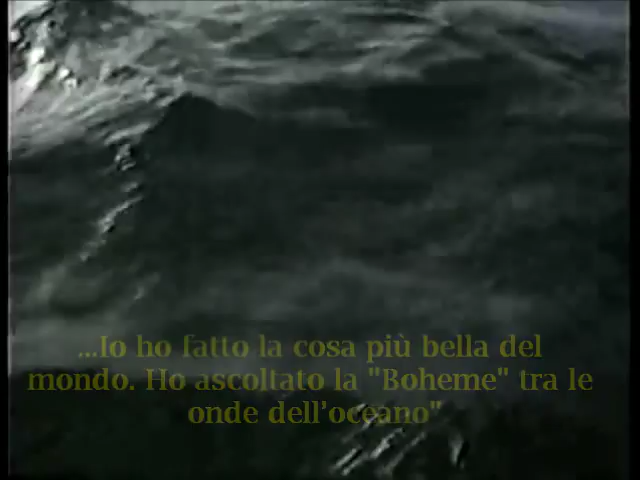 ...Io ho fatto la cosa più bella del
mondo. Ho ascoltato la "Boheme" tra le
onde dell'oceano"